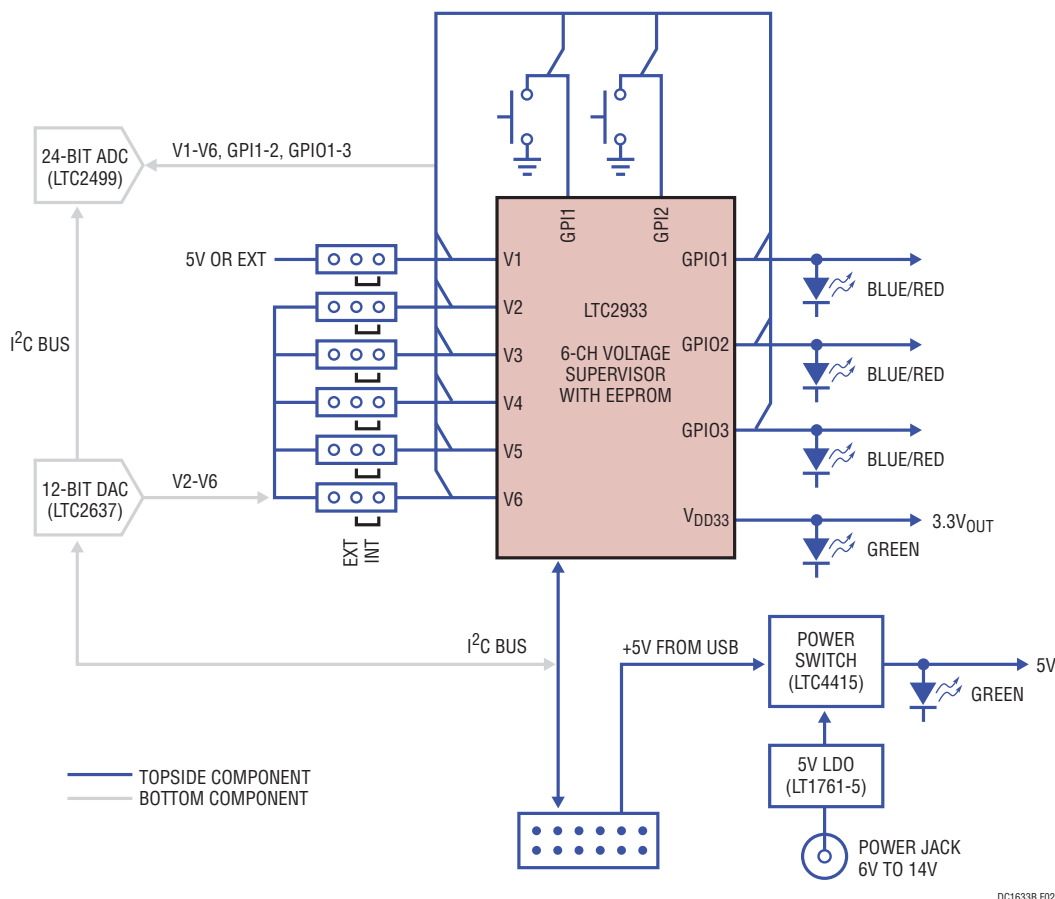 24-BIT ADC
(LTC2499)
V1-V6, GPI1-2, GPIO1-3
GPI1
GPI2
5V OR EXT
V1
V2
V3
V4
V5
V6
LTC2933
6-CH VOLTAGE
SUPERVISOR
WITH EEPROM
GPIO1
GPIO2
GPIO3
VDD33
BLUE/RED
BLUE/RED
BLUE/RED
3.3VOUT
GREEN
I2C BUS
12-BIT DAC
(LTC2637)
V2-V6
EXT
INT
I2C BUS
+5V FROM USB
POWER
SWITCH
(LTC4415)
5V
GREEN
5V LDO
(LT1761-5)
TOPSIDE COMPONENT
BOTTOM COMPONENT
POWER JACK
6V TO 14V
DC1633B F02